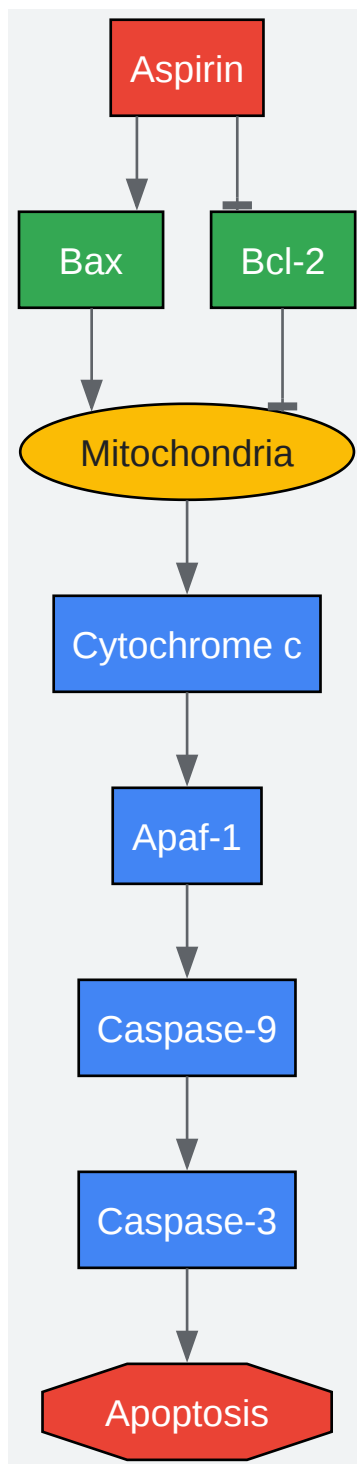 Aspirin
Bax
Bcl-2
Mitochondria
Cytochrome c
Apaf-1
Caspase-9
Caspase-3
Apoptosis